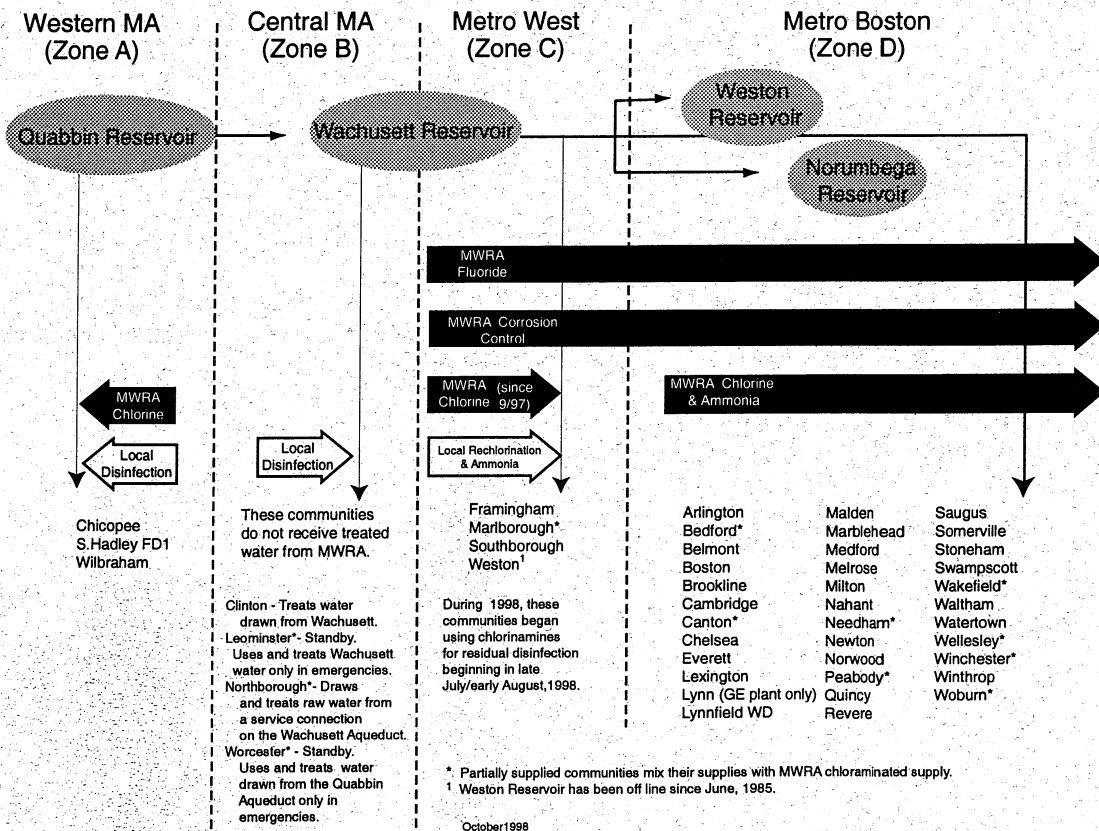 Western MA
(Zone A)
Central MA
(Zone B)
Metro West
(Zone C)
Metro Boston
(Zone D)
Quabbin Reservoir
Wachusett Reservoir
Weston
Reservoir
Norumbega
Reservoir
MWRA
Fluoride
MWRA Corrosion
Control
MWRA
Chlorine
MWRA (since
Chlorine 9/97)
MWRA Chlorine
& Ammonia
Local
Disinfection
Local
Disinfection
Local Rechlorination
& Ammonia
Chicopee
S.Hadley FD1
Wilbraham
These communities
do not receive treated
water from MWRA.
Clinton - Treats water
drawn from Wachusett.
Leominster*- Standby.
Uses and treats Wachusett
water only in emergencies.
Northborough*- Draws
and treats raw water from
a service connection
on the Wachusett Aqueduct.
Worcester* - Standby.
Uses and treats water
drawn from the Quabbin
Aqueduct only in
emergencies.
Framingham
Marlborough*
Southborough
Weston¹
During 1998, these
communities began
using chlorinamines
for residual disinfection
beginning in late
July/early August,1998.
Arlington
Bedford*
Belmont
Boston
Brookline
Cambridge
Canton*
Chelsea
Everett
Lexington
Lynn (GE plant only)
Lynnfield WD
Malden
Marblehead
Medford
Melrose
Milton
Nahant
Needham*
Newton
Norwood
Peabody*
Quincy
Revere
Saugus
Somerville
Stoneham
Swampscott
Wakefield*
Waltham
Watertown
Wellesley*
Winchester*
Winthrop
Woburn*
* Partially supplied communities mix their supplies with MWRA chloraminated supply.
¹ Weston Reservoir has been off line since June, 1985.
October1998